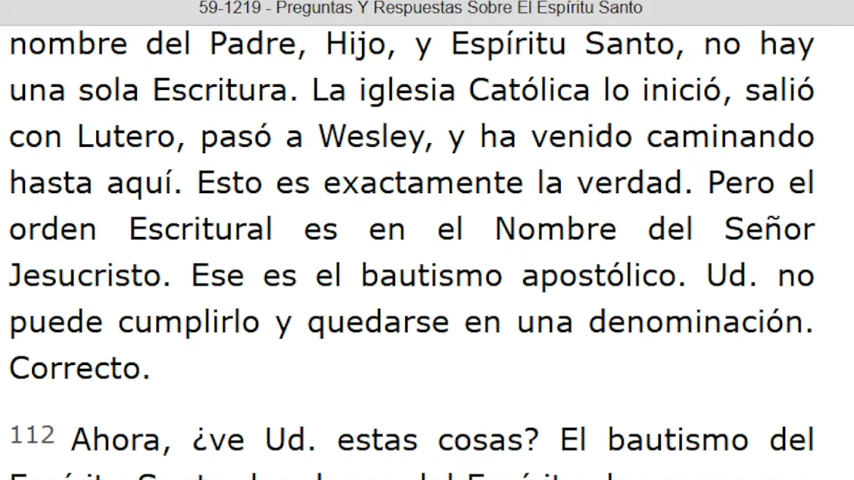 59-1219 - Preguntas Y Respuestas Sobre El Espíritu Santo
nombre del Padre, Hijo, y Espíritu Santo, no hay
una sola Escritura. La iglesia Católica lo inició, salió
con Lutero, pasó a Wesley, y ha venido caminando
hasta aquí. Esto es exactamente la verdad. Pero el
orden Escritural es en el Nombre del Señor
Jesucristo. Ese es el bautismo apostólico. Ud. no
puede cumplirlo y quedarse en una denominación.
Correcto.
112 Ahora, ¿ve Ud. estas cosas? El bautismo del